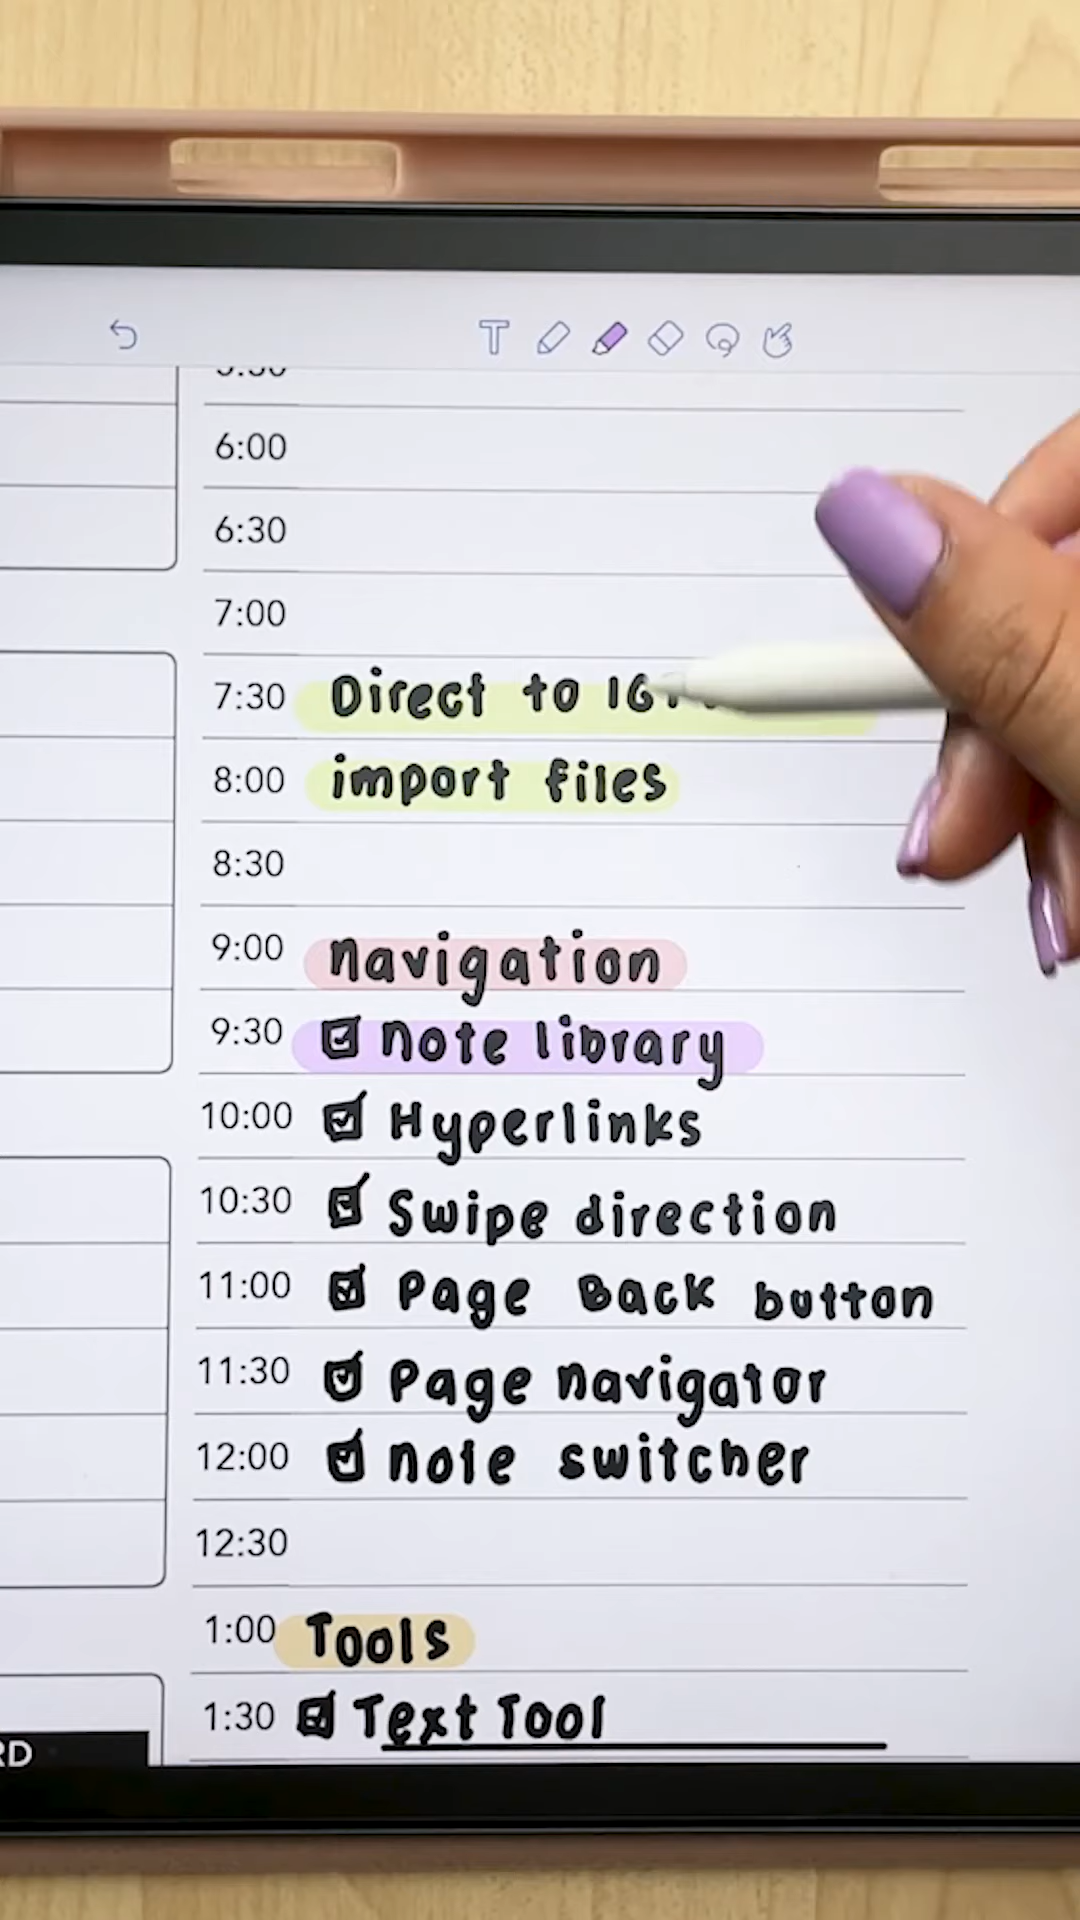 6:00
6:30
7:00
7:30 Direct to
8:00 import files
8:30
9:00 navigation
9:30 note library
10:00 Hyperlinks
10:30 Swipe direction
11:00 Page Back button
11:30 Page navigator
12:00 note switcher
12:30
1:00 Tools
1:30 Text Tool
RD